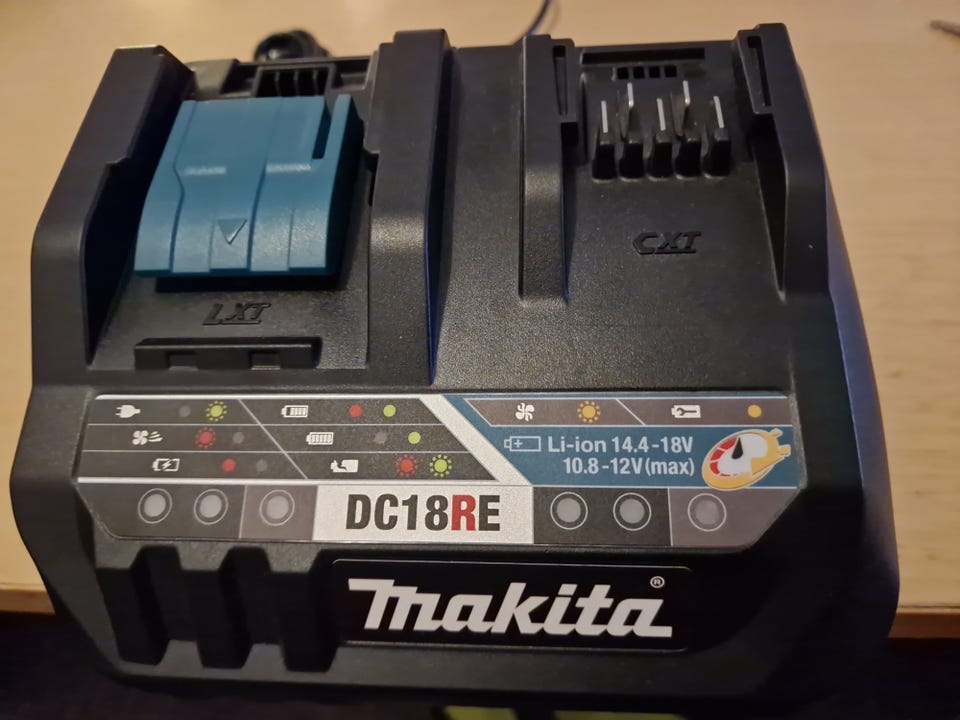 LXT
CXT
Li-ion 14.4-18V
10.8-12V(max)
DC18RE
makita®